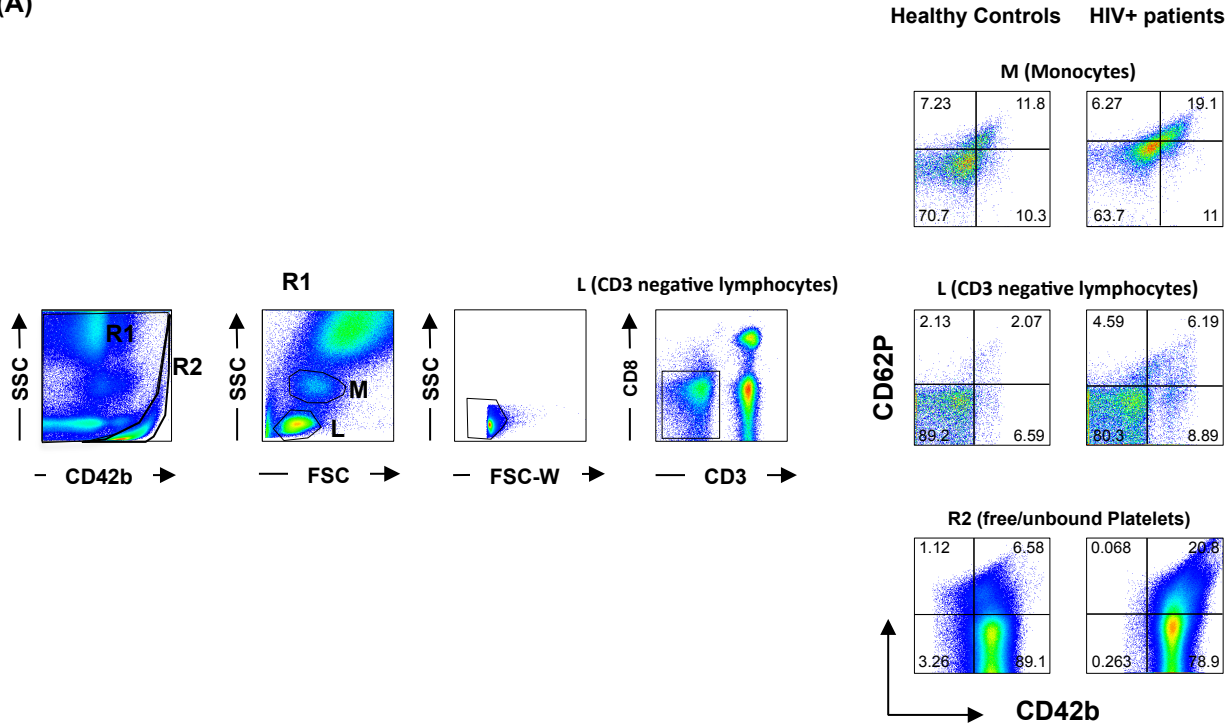 (A)
Healthy Controls HIV+ patients
M (Monocytes)
7.23 11.8 6.27 19.1
70.7 10.3 63.7 11
R1
L (CD3 negative lymphocytes)
L (CD3 negative lymphocytes)
SSC R1 R2
CD42b
SSC M L
FSC
SSC
FSC-W
CD8
CD3
2.13 2.07 4.59 6.19
CD62P
89.2 6.59 80.3 8.89
R2 (free/unbound Platelets)
1.12 6.58 0.068 20.8
3.26 89.1 0.263 78.9
CD42b